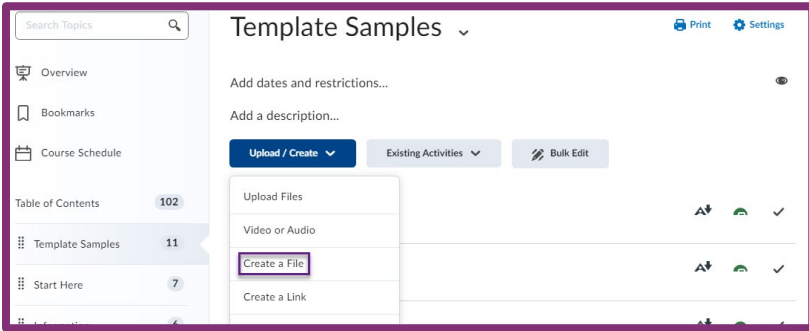 Search Topics
Template Samples
Print
Settings
Overview
Add dates and restrictions...
Bookmarks
Add a description...
Course Schedule
Upload / Create
Existing Activities
Bulk Edit
Table of Contents 102
Upload Files
Template Samples 11
Video or Audio
Create a File
Start Here 7
Create a Link